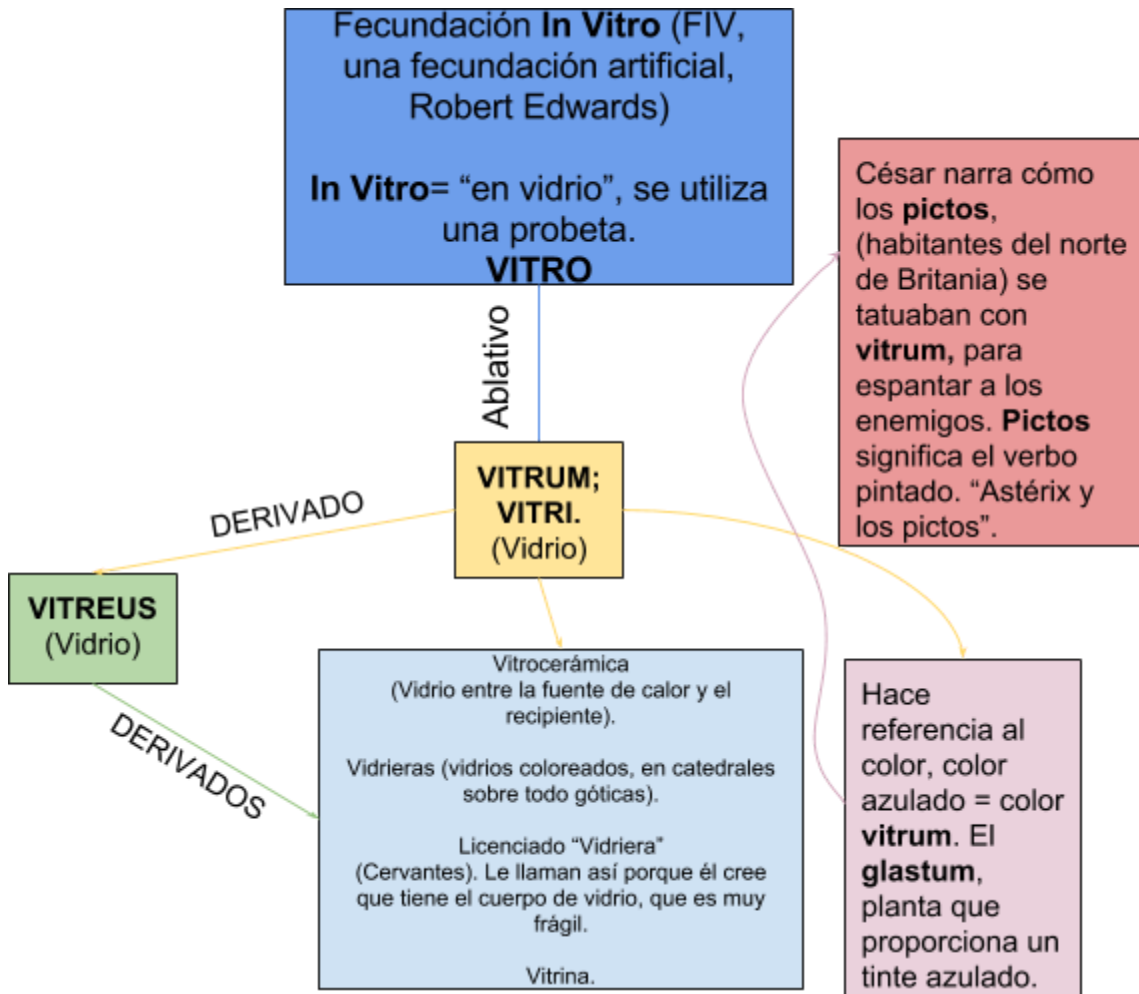 Fecundación In Vitro (FIV,
una fecundación artificial,
Robert Edwards)
In Vitro= “en vidrio”, se utiliza
una probeta.
VITRO
Ablativo
VITRUM;
VITRI.
(Vidrio)
DERIVADO
VITREUS
(Vidrio)
DERIVADOS
Vitrocerámica
(Vidrio entre la fuente de calor y el
recipiente).
Vidrieras (vidrios coloreados, en catedrales
sobre todo góticas).
Licenciado “Vidriera”
(Cervantes). Le llaman así porque él cree
que tiene el cuerpo de vidrio, que es muy
frágil.
Vitrina.
César narra cómo
los pictos,
(habitantes del norte
de Britania) se
tatuaban con
vitrum, para
espantar a los
enemigos. Pictos
significa el verbo
pintado. “Astérix y
los pictos”.
Hace
referencia al
color, color
azulado = color
vitrum. El
glastum,
planta que
proporciona un
tinte azulado.